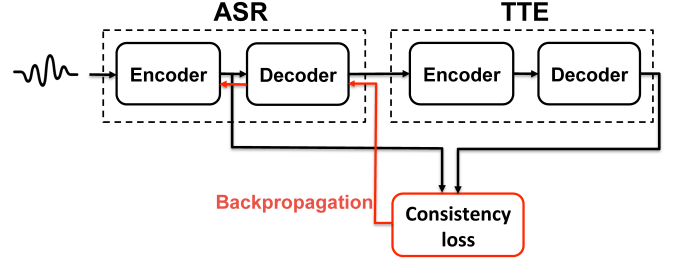 ASR
TTE
Encoder
Decoder
Encoder
Decoder
Backpropagation
Consistency
loss